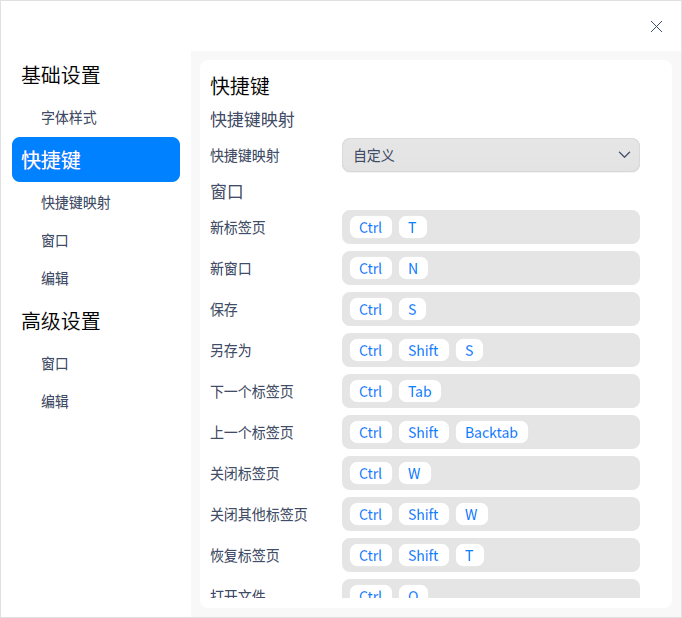 基础设置
字体样式
快捷键
快捷键映射
窗口
编辑
高级设置
窗口
编辑
快捷键
快捷键映射
快捷键映射 自定义
窗口
新标签页 Ctrl T
新窗口 Ctrl N
保存 Ctrl S
另存为 Ctrl Shift S
下一个标签页 Ctrl Tab
上一个标签页 Ctrl Shift Backtab
关闭标签页 Ctrl W
关闭其他标签页 Ctrl Shift W
恢复标签页 Ctrl Shift T
打开文件 Ctrl O